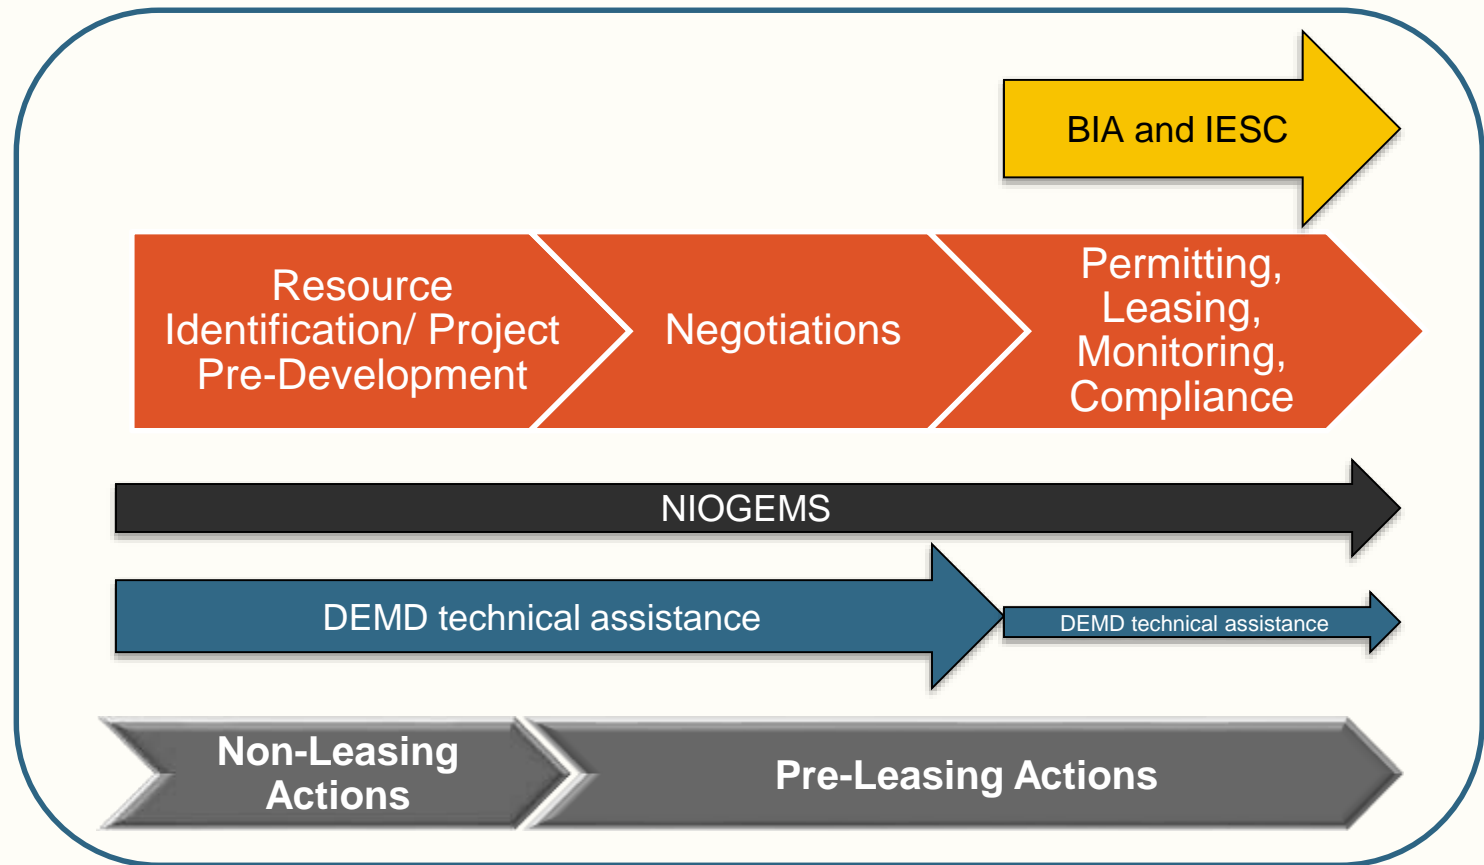 BIA and IESC
Resource
Identification/ Project
Pre-Development
Negotiations
Permitting,
Leasing,
Monitoring,
Compliance
NIOGEMS
DEMD technical assistance
DEMD technical assistance
Non-Leasing
Actions
Pre-Leasing Actions